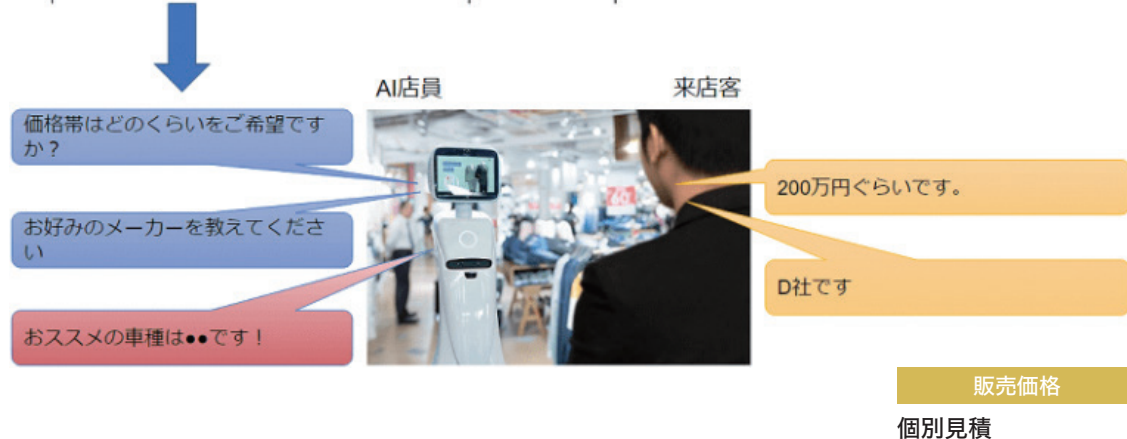 AI店員
来店客
価格帯はどのくらいをご希望です
か？
200万円ぐらいです。
お好みのメーカーを教えてくださ
い
D社です
おススメの車種は●●です！
販売価格
個別見積